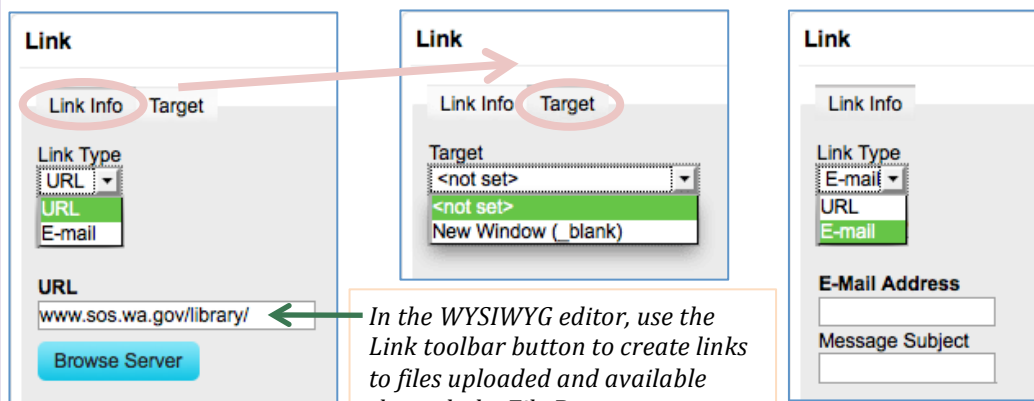 Link
Link Info Target
Link Type
URL
URL
E-mail
URL
www.sos.wa.gov/library/
Browse Server
Link
Link Info Target
Target
<not set>
<not set>
New Window (_blank)
In the WYSIWYG editor, use the
Link toolbar button to create links
to files uploaded and available
Link
Link Info
Link Type
E-mail
URL
E-mail
E-Mail Address
Message Subject